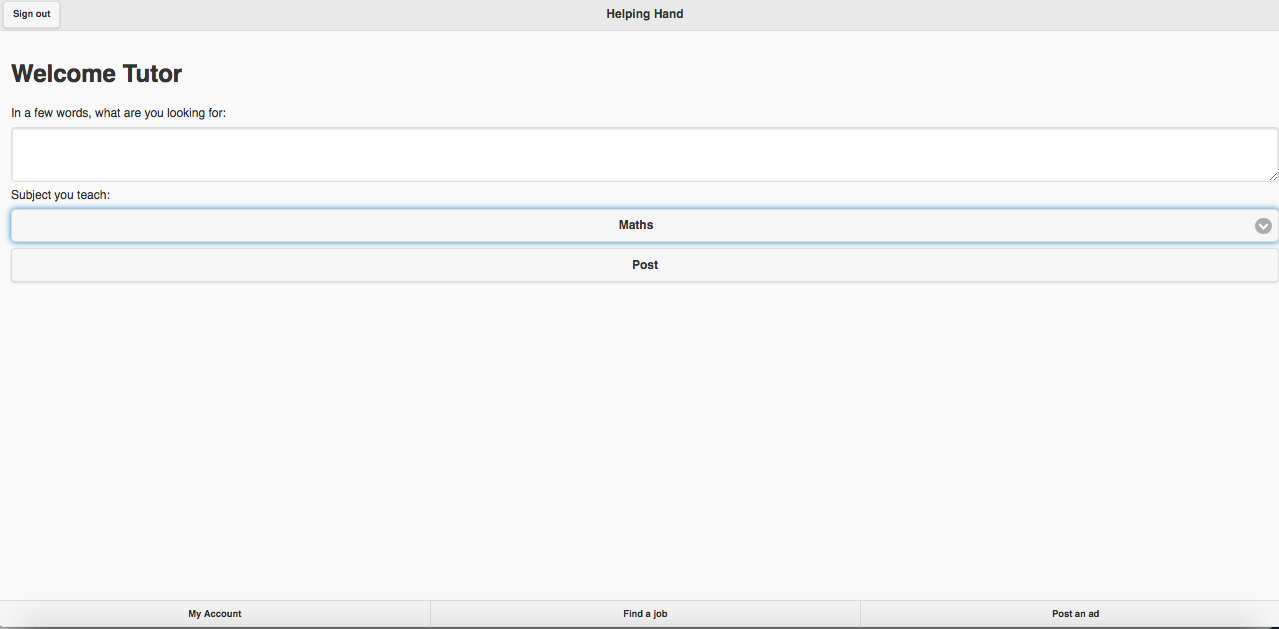 Sign out
Helping Hand
Welcome Tutor
In a few words, what are you looking for:
Subject you teach:
Maths
Post
My Account
Find a job
Post an ad